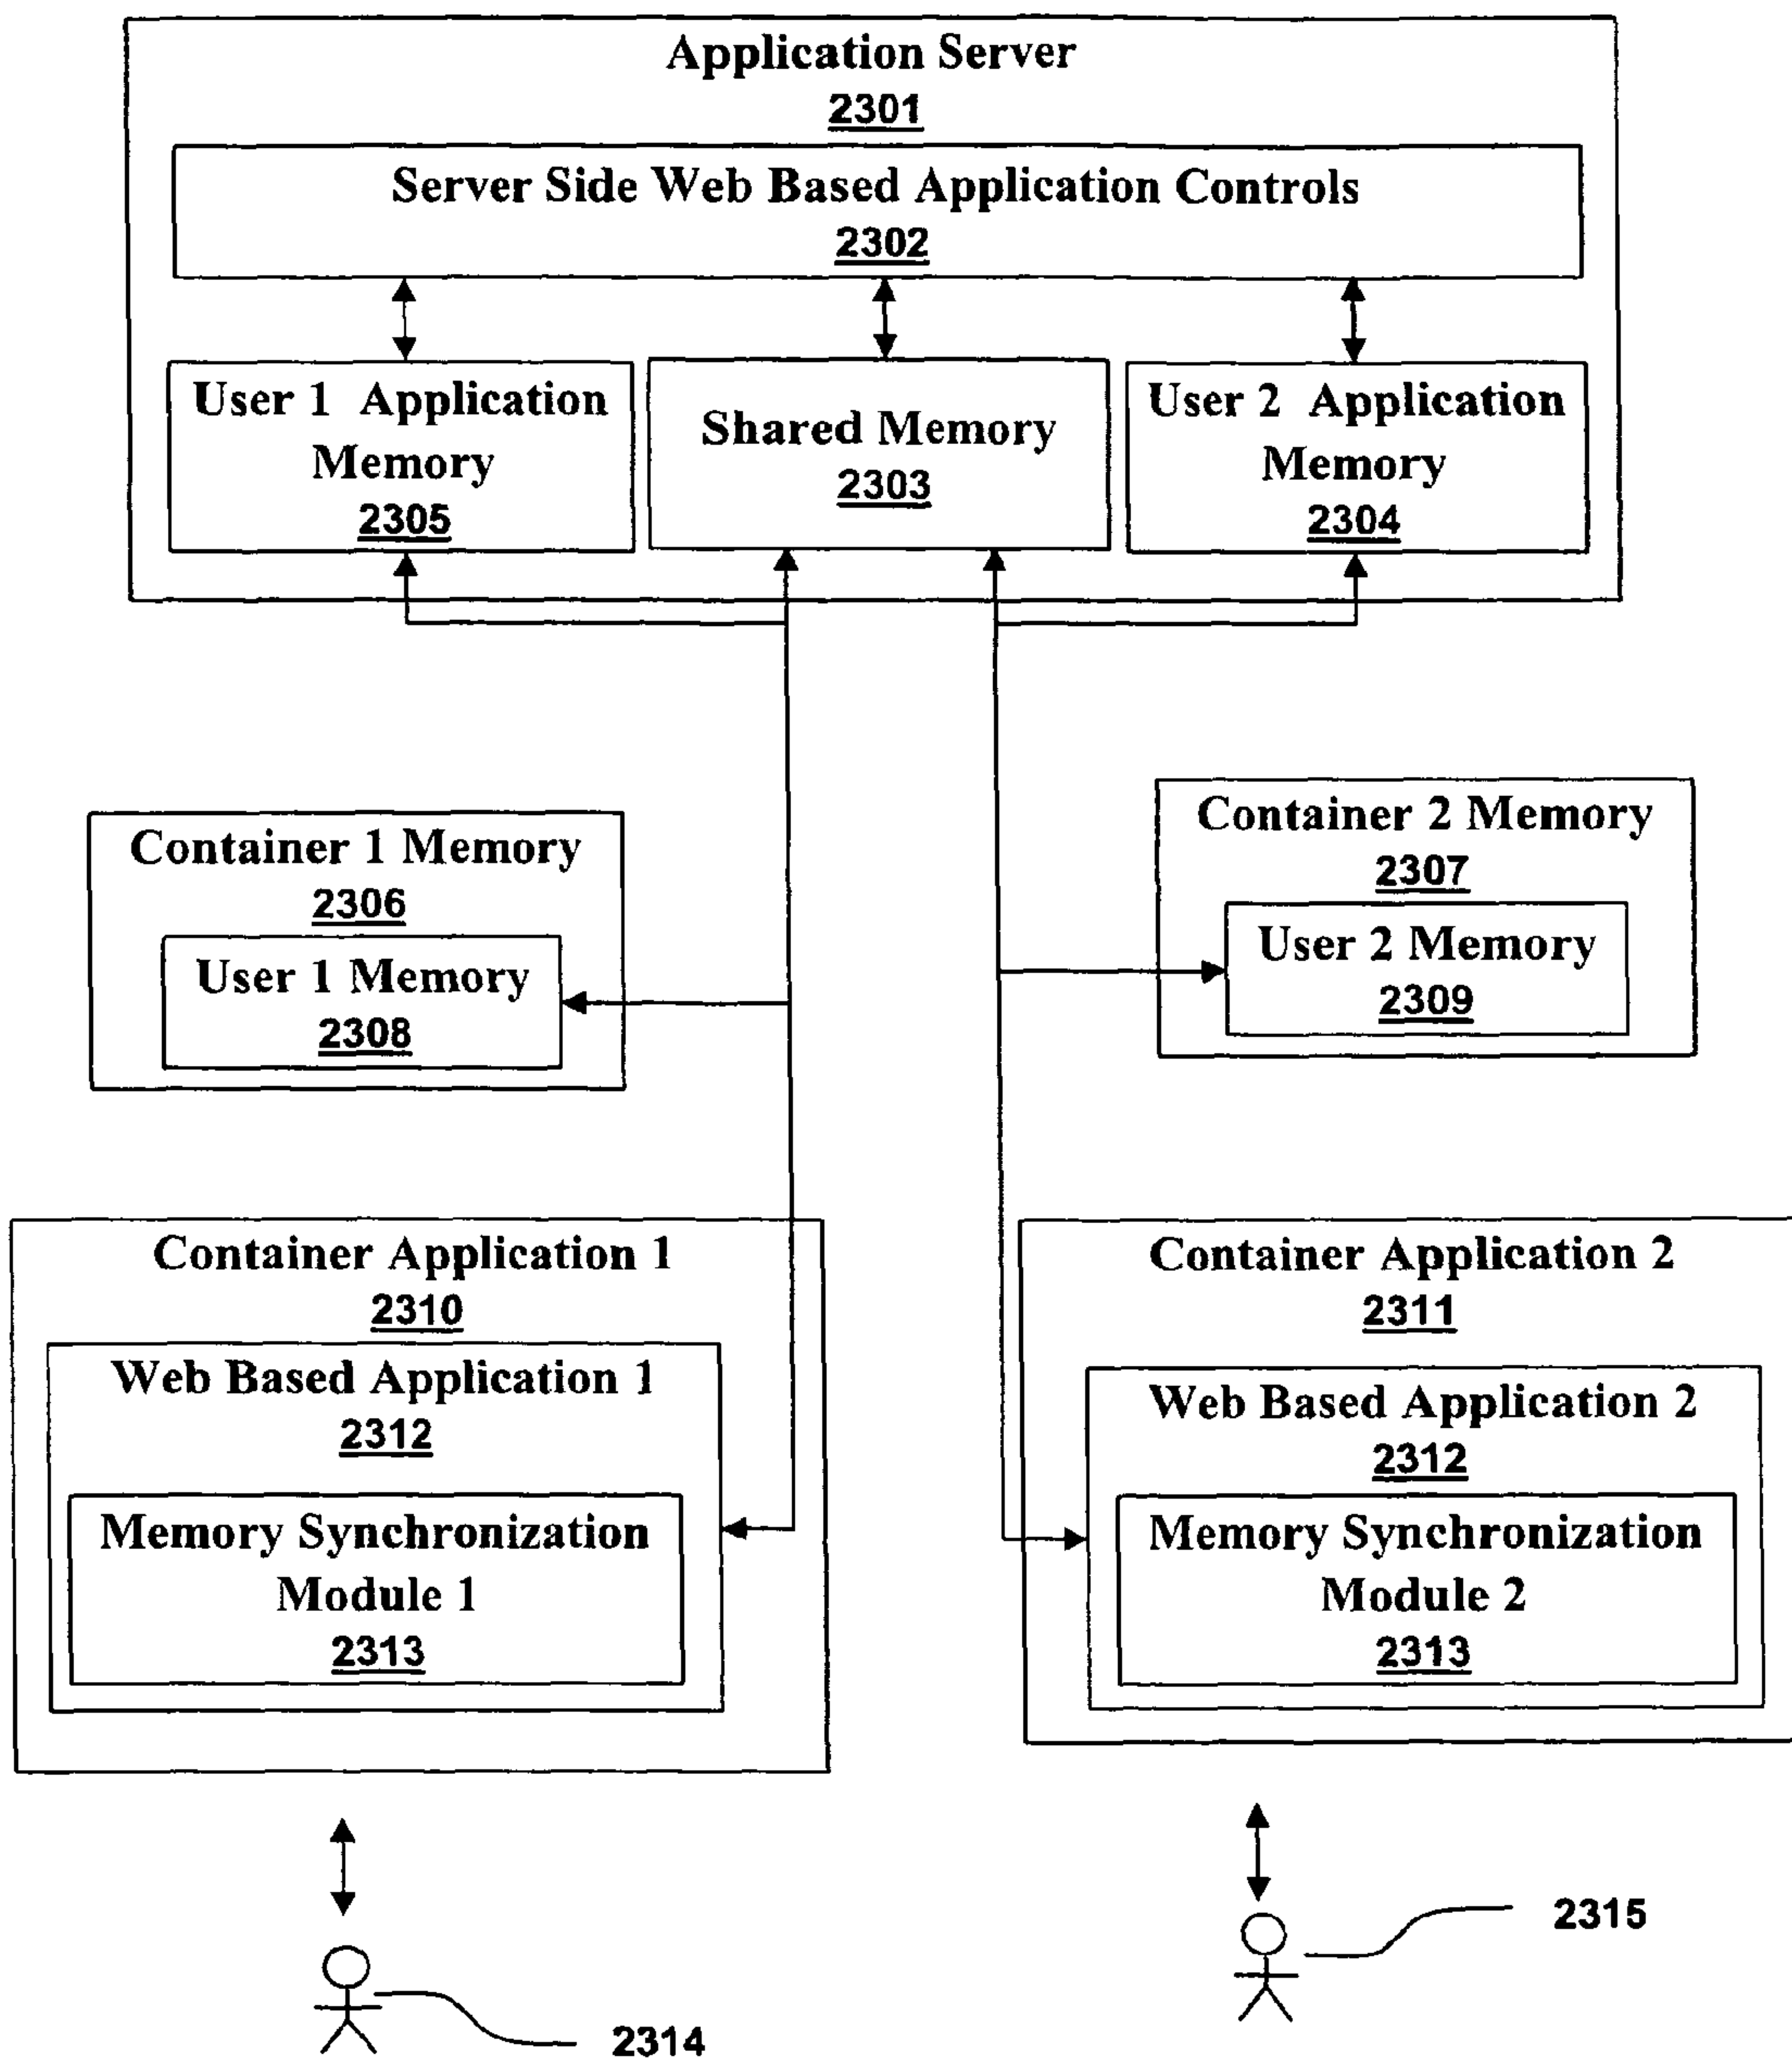 Application Server
2301
Server Side Web Based Application Controls
2302
User 1 Application
Memory
2305
Shared Memory
2303
User 2 Application
Memory
2304
Container 1 Memory
2306
User 1 Memory
2308
Container 2 Memory
2307
User 2 Memory
2309
Container Application 1
2310
Web Based Application 1
2312
Memory Synchronization
Module 1
2313
Container Application 2
2311
Web Based Application 2
2312
Memory Synchronization
Module 2
2313
2314
2315